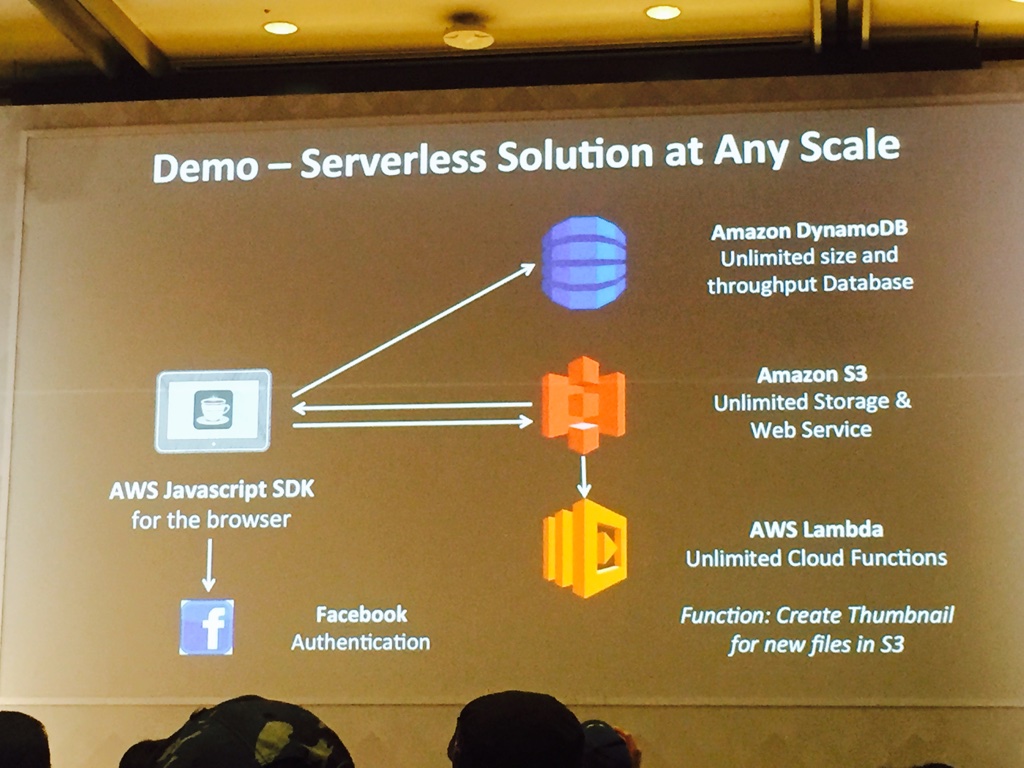 Demo – Serverless Solution at Any Scale
Amazon DynamoDB
Unlimited size and
throughput Database
Amazon S3
Unlimited Storage &
Web Service
AWS Javascript SDK
for the browser
AWS Lambda
Unlimited Cloud Functions
f
Facebook
Authentication
Function: Create Thumbnail
for new files in S3